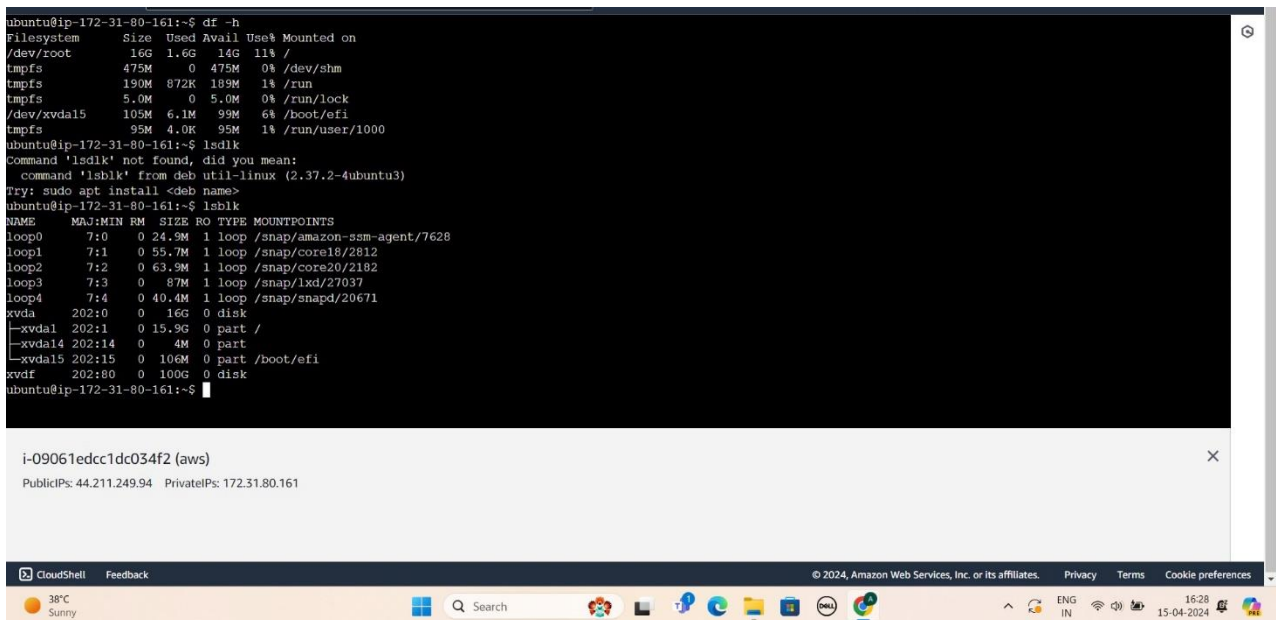 ubuntu@ip-172-31-80-161:~$ df -h
Filesystem      Size  Used Avail Use% Mounted on
/dev/root        16G  1.6G   14G  11% /
tmpfs           475M     0  475M   0% /dev/shm
tmpfs           190M  872K  189M   1% /run
tmpfs           5.0M     0  5.0M   0% /run/lock
/dev/xvda15     105M  6.1M   99M   6% /boot/efi
tmpfs            95M  4.0K   95M   1% /run/user/1000
ubuntu@ip-172-31-80-161:~$ lsdlk
Command 'lsdlk' not found, did you mean:
  command 'lsblk' from deb util-linux (2.37.2-4ubuntu3)
Try: sudo apt install <deb name>
ubuntu@ip-172-31-80-161:~$ lsblk
NAME     MAJ:MIN RM  SIZE RO TYPE MOUNTPOINTS
loop0      7:0    0 24.9M  1 loop /snap/amazon-ssm-agent/7628
loop1      7:1    0 55.7M  1 loop /snap/core18/2812
loop2      7:2    0 63.9M  1 loop /snap/core20/2182
loop3      7:3    0   87M  1 loop /snap/lxd/27037
loop4      7:4    0 40.4M  1 loop /snap/snapd/20671
xvda     202:0    0   16G  0 disk
├─xvda1  202:1    0 15.9G  0 part /
├─xvda14 202:14   0    4M  0 part
└─xvda15 202:15   0  106M  0 part /boot/efi
xvdf     202:80   0  100G  0 disk
ubuntu@ip-172-31-80-161:~$
i-09061edcc1dc034f2 (aws)
PublicIPs: 44.211.249.94 PrivateIPs: 172.31.80.161
CloudShell Feedback © 2024, Amazon Web Services, Inc. or its affiliates. Privacy Terms Cookie preferences
38°C
Sunny
Search
DELL
ENG
IN
16:28
15-04-2024
PRE